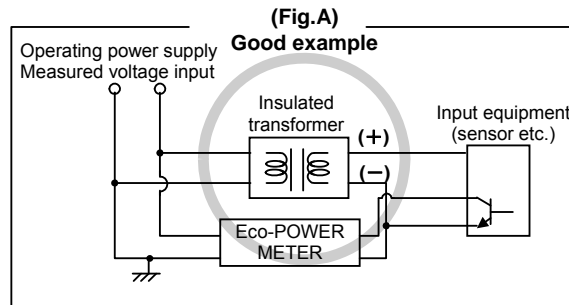 (Fig.A)
Good example
Operating power supply
Measured voltage input
Insulated
transformer
Input equipment
(sensor etc.)
(+)
(−)
Eco-POWER
METER